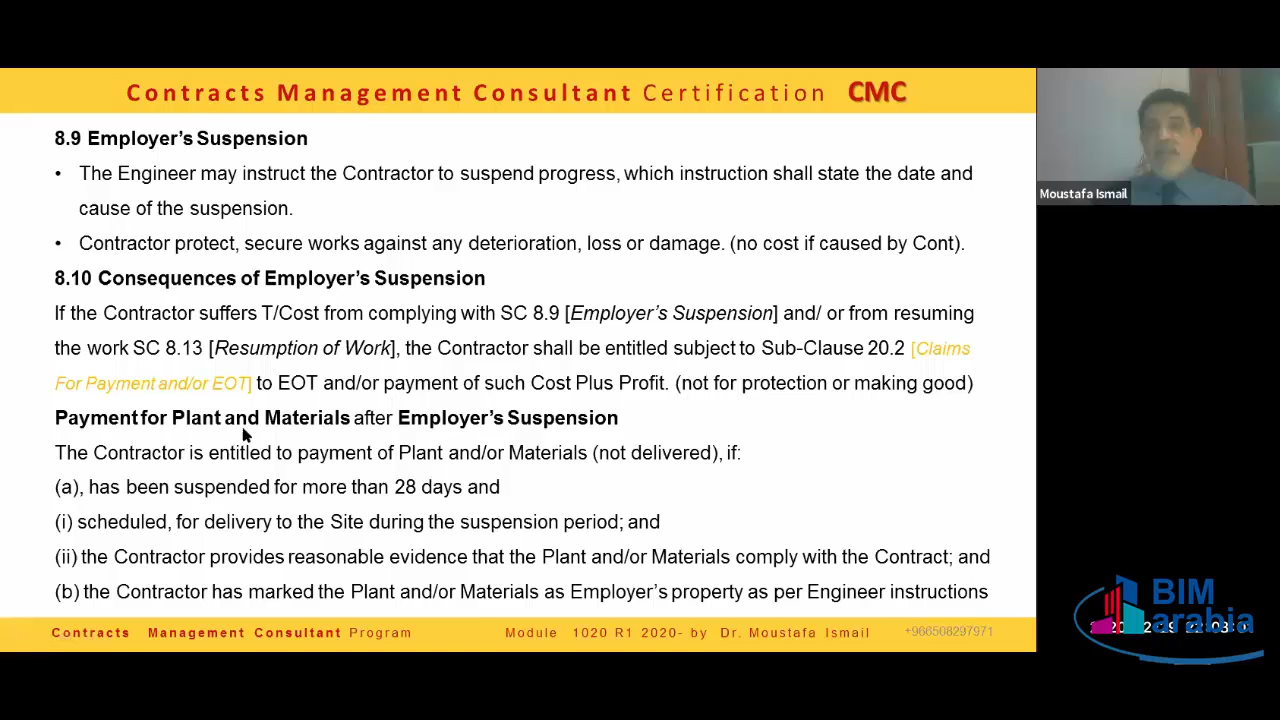 Contracts Management Consultant Certification CMC
8.9 Employer's Suspension
• The Engineer may instruct the Contractor to suspend progress, which instruction shall state the date and
cause of the suspension.
• Contractor protect, secure works against any deterioration, loss or damage. (no cost if caused by Cont).
8.10 Consequences of Employer's Suspension
If the Contractor suffers T/Cost from complying with SC 8.9 [Employer's Suspension] and/ or from resuming
the work SC 8.13 [Resumption of Work], the Contractor shall be entitled subject to Sub-Clause 20.2 [Claims
For Payment and/or EOT] to EOT and/or payment of such Cost Plus Profit. (not for protection or making good)
Payment for Plant and Materials after Employer's Suspension
The Contractor is entitled to payment of Plant and/or Materials (not delivered), if:
(a), has been suspended for more than 28 days and
(i) scheduled, for delivery to the Site during the suspension period; and
(ii) the Contractor provides reasonable evidence that the Plant and/or Materials comply with the Contract; and
(b) the Contractor has marked the Plant and/or Materials as Employer's property as per Engineer instructions
Contracts Management Consultant Program Module 1020 R1 2020- by Dr. Moustafa Ismail +966508297971
Moustafa Ismail
BIM
arabia